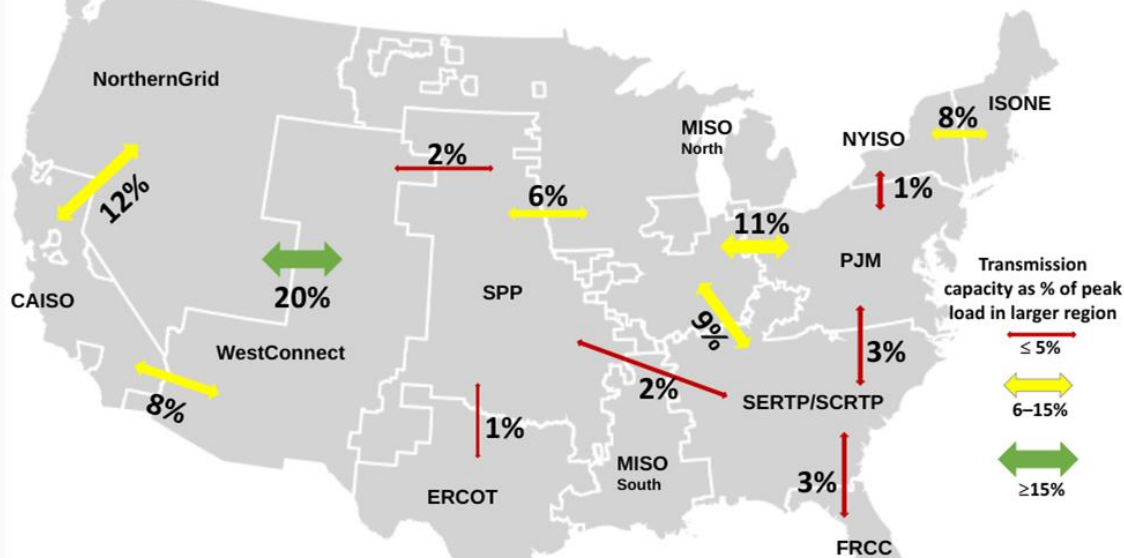 NorthernGrid
ISONE
8%
MISO
North
NYISO
2%
1%
12%
6%
11%
PJM
Transmission
capacity as % of peak
load in larger region
≤ 5%
CAISO
20%
SPP
9%
WestConnect
3%
8%
2%
SERTP/SCRTP
6–15%
1%
MISO
South
3%
≥15%
ERCOT
FRCC